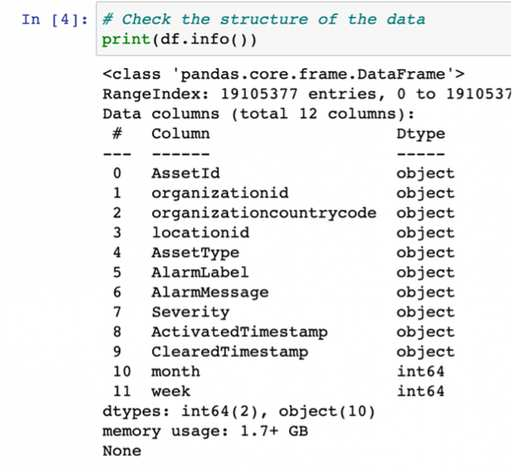 In [4]: # Check the structure of the data
print(df.info())
<class 'pandas.core.frame.DataFrame'>
RangeIndex: 19105377 entries, 0 to 1910537
Data columns (total 12 columns):
 #   Column                   Dtype
---  ------                   -----
 0   AssetId                  object
 1   organizationid           object
 2   organizationcountrycode  object
 3   locationid               object
 4   AssetType                object
 5   AlarmLabel               object
 6   AlarmMessage             object
 7   Severity                 object
 8   ActivatedTimestamp       object
 9   ClearedTimestamp         object
 10  month                    int64
 11  week                     int64
dtypes: int64(2), object(10)
memory usage: 1.7+ GB
None